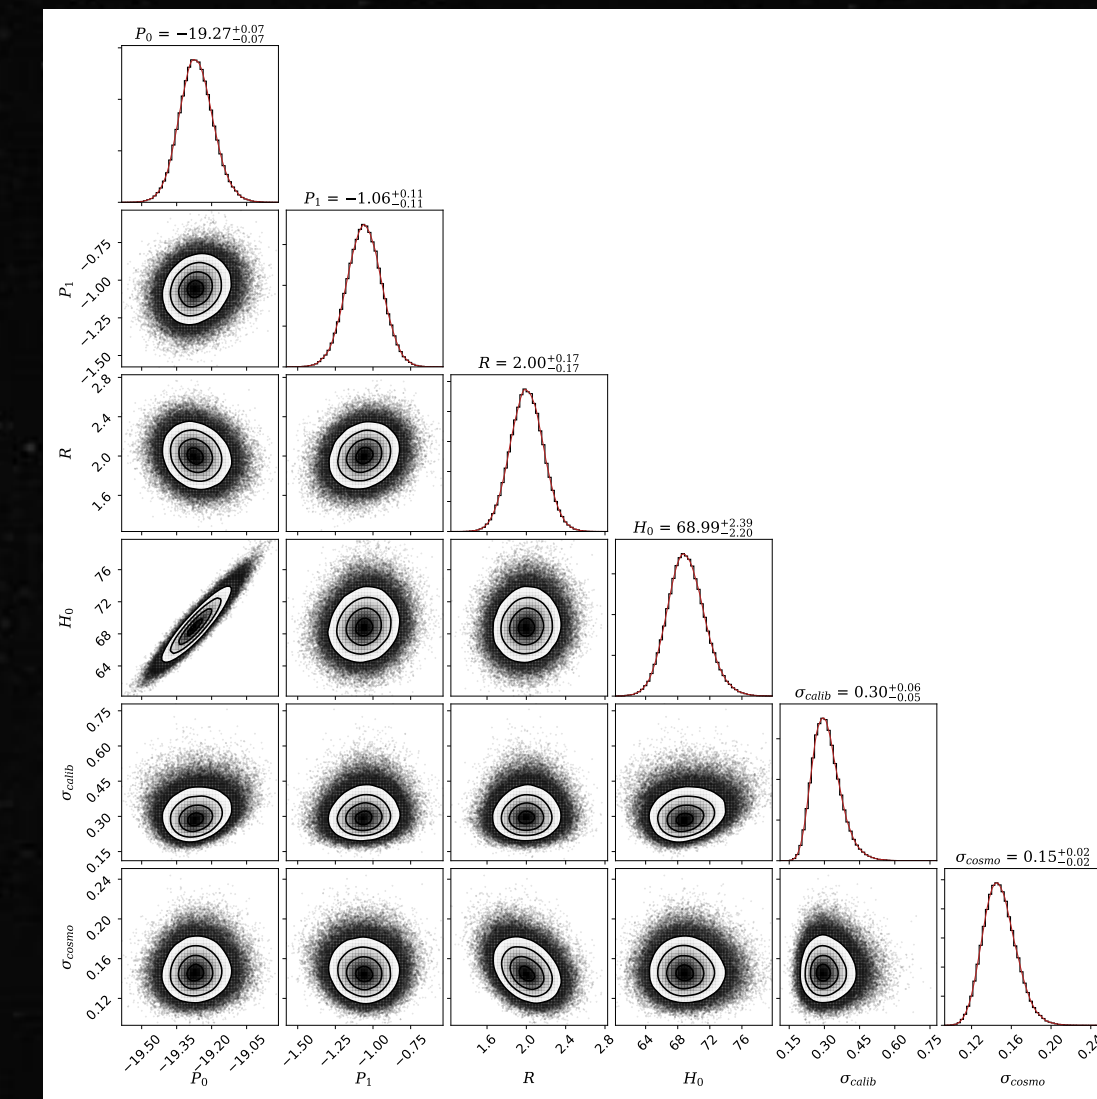 P₀ = −19.27 +0.07 −0.07
P₁ = −1.06 +0.11 −0.11
−0.75
−1.00
−1.25
−1.50
P₁
R = 2.00 +0.17 −0.17
2.8
2.4
2.0
1.6
R
H₀ = 68.99 +2.39 −2.20
76
72
68
64
H₀
σcalib = 0.30 +0.06 −0.05
0.75
0.60
0.45
0.30
0.15
σcalib
σcosmo = 0.15 +0.02 −0.02
0.24
0.20
0.16
0.12
σcosmo
−19.50 −19.35 −19.20 −19.05 −1.50 −1.25 −1.00 −0.75 1.6 2.0 2.4 2.8 64 68 72 76 0.15 0.30 0.45 0.60 0.75 0.12 0.16 0.20
P₀ P₁ R H₀ σcalib σcosmo